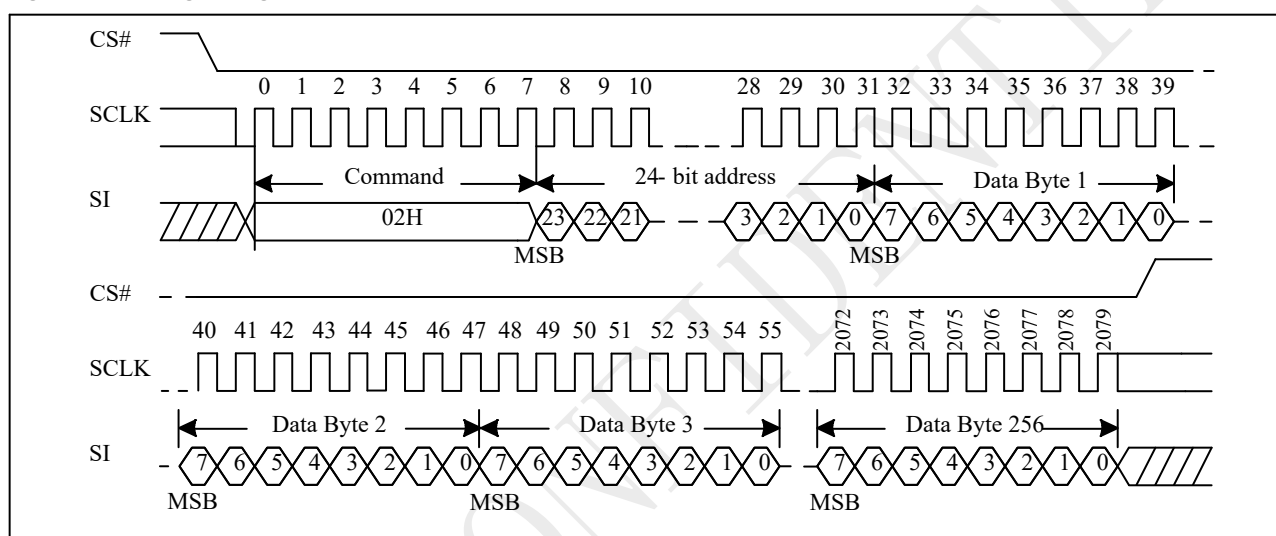 CS#
0 1 2 3 4 5 6 7 8 9 10 28 29 30 31 32 33 34 35 36 37 38 39
SCLK
Command 24- bit address Data Byte 1
SI
02H 23 22 21 3 2 1 0 7 6 5 4 3 2 1 0
MSB MSB
CS#
40 41 42 43 44 45 46 47 48 49 50 51 52 53 54 55 2072 2073 2074 2075 2076 2077 2078 2079
SCLK
Data Byte 2 Data Byte 3 Data Byte 256
SI
7 6 5 4 3 2 1 0 7 6 5 4 3 2 1 0 7 6 5 4 3 2 1 0
MSB MSB MSB